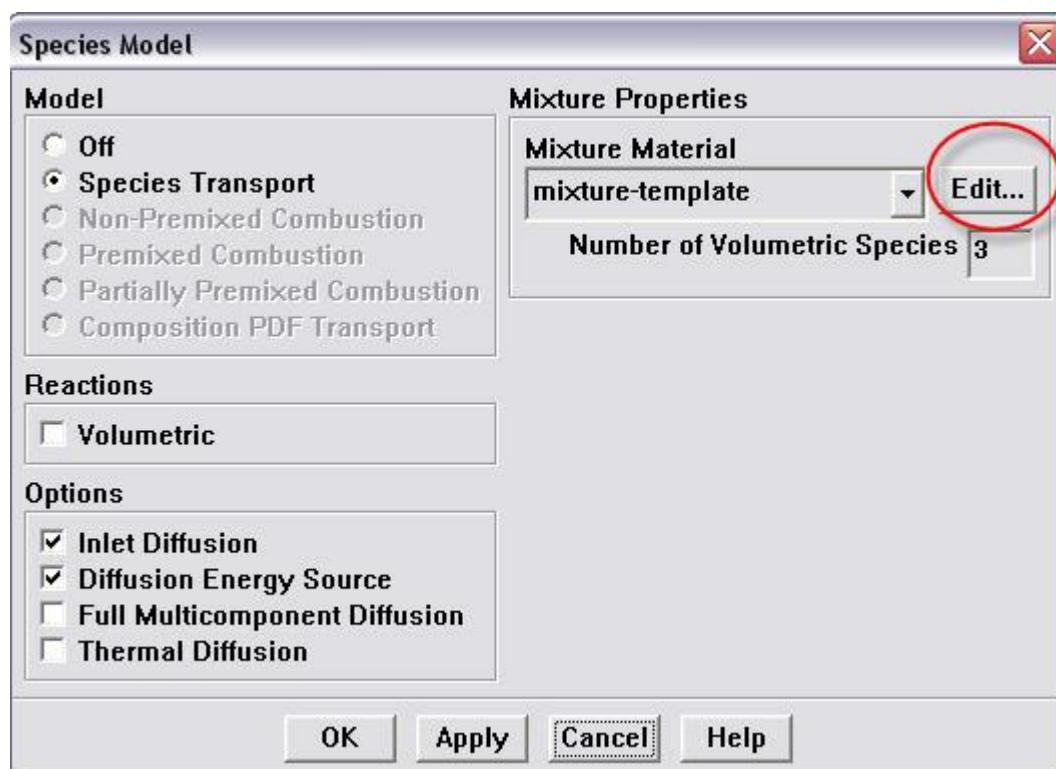 Species Model
Model
Off
Species Transport
Non-Premixed Combustion
Premixed Combustion
Partially Premixed Combustion
Composition PDF Transport
Reactions
Volumetric
Options
Inlet Diffusion
Diffusion Energy Source
Full Multicomponent Diffusion
Thermal Diffusion
Mixture Properties
Mixture Material
mixture-template Edit...
Number of Volumetric Species 3
OK Apply Cancel Help